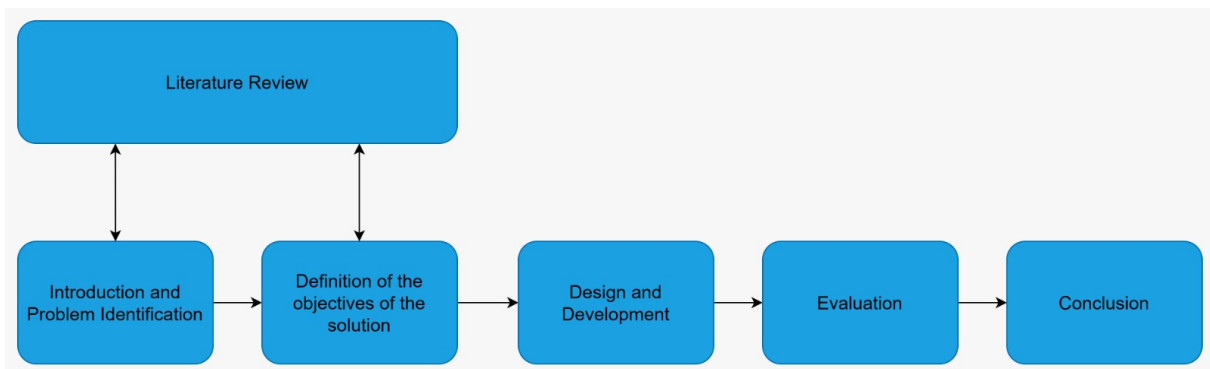 Literature Review
Introduction and
Problem Identification
Definition of the
objectives of the
solution
Design and
Development
Evaluation
Conclusion